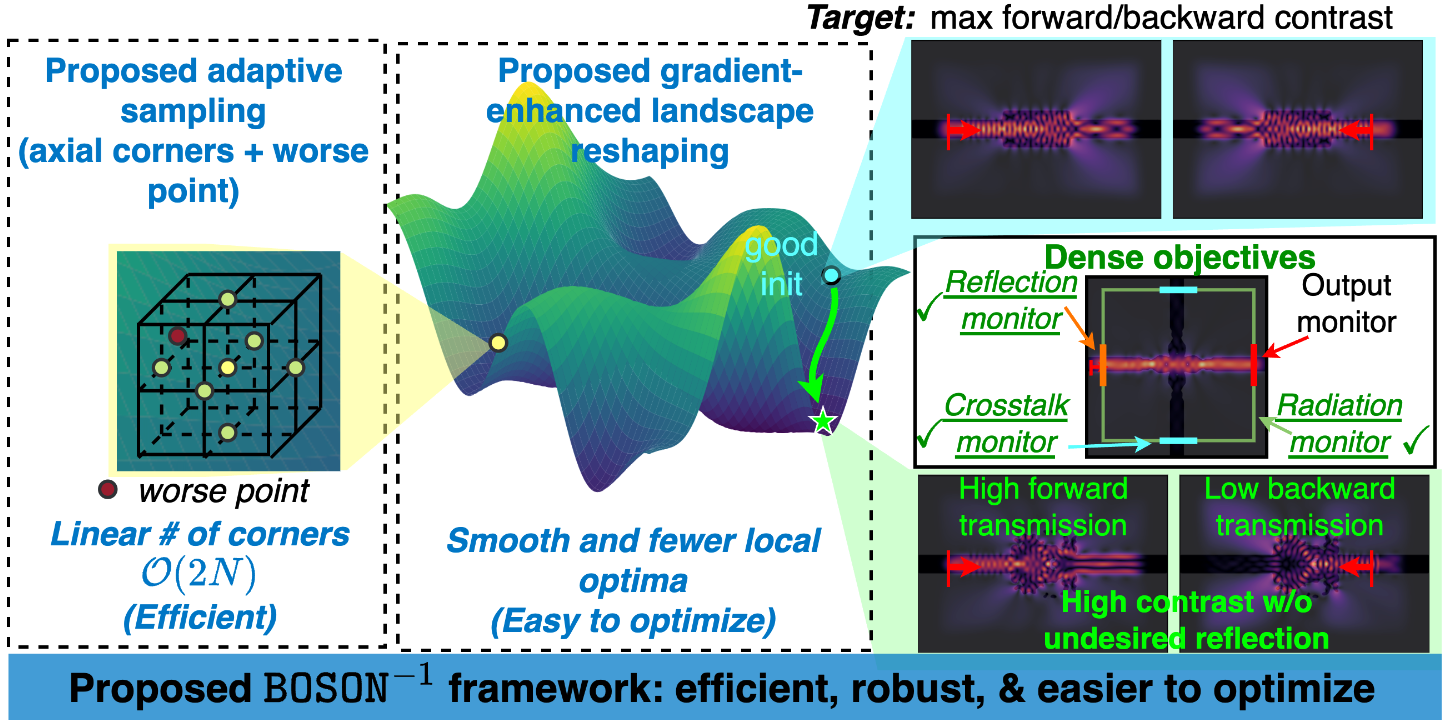 Target: max forward/backward contrast
Proposed adaptive
sampling
(axial corners + worse
point)
worse point
Linear # of corners
O(2N)
(Efficient)
Proposed gradient-
enhanced landscape
reshaping
good
init
Smooth and fewer local
optima
(Easy to optimize)
Dense objectives
✓ Reflection
monitor
Output
monitor
✓ Crosstalk
monitor
Radiation
monitor ✓
High forward
transmission
Low backward
transmission
High contrast w/o
undesired reflection
Proposed BOSON⁻¹ framework: efficient, robust, & easier to optimize